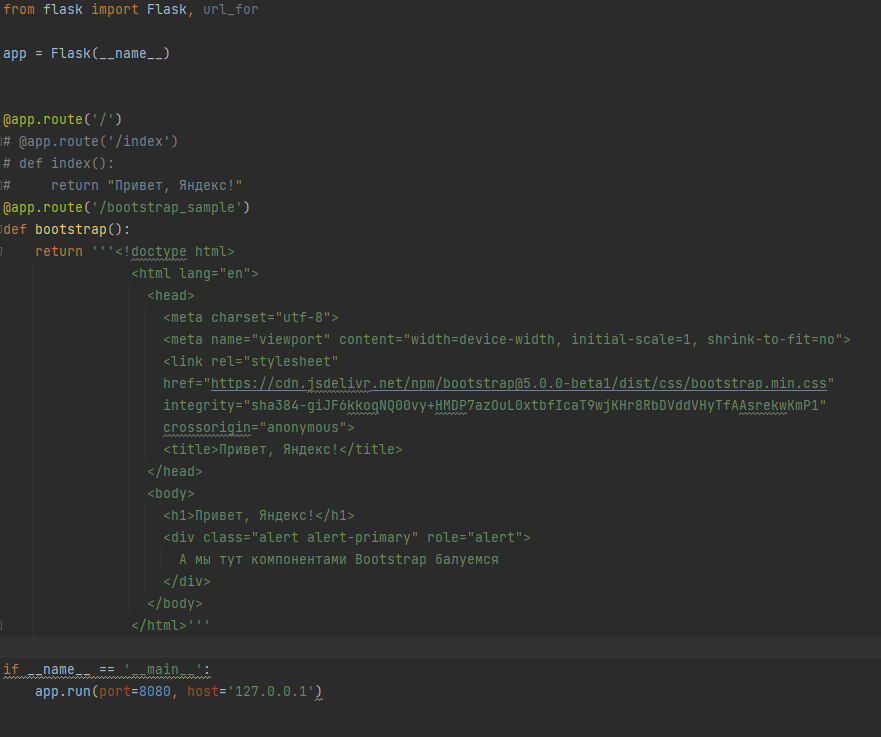 from flask import Flask, url_for
app = Flask(__name__)
@app.route('/')
# @app.route('/index')
# def index():
#     return "Привет, Яндекс!"
@app.route('/bootstrap_sample')
def bootstrap():
    return '''<!doctype html>
                <html lang="en">
                  <head>
                    <meta charset="utf-8">
                    <meta name="viewport" content="width=device-width, initial-scale=1, shrink-to-fit=no">
                    <link rel="stylesheet"
                    href="https://cdn.jsdelivr.net/npm/bootstrap@5.0.0-beta1/dist/css/bootstrap.min.css"
                    integrity="sha384-giJF6kkoqNQ00vy+HMDP7azOuL0xtbfIcaT9wjKHr8RbDVddVHyTfAAsrekwKmP1"
                    crossorigin="anonymous">
                    <title>Привет, Яндекс!</title>
                  </head>
                  <body>
                    <h1>Привет, Яндекс!</h1>
                    <div class="alert alert-primary" role="alert">
                      А мы тут компонентами Bootstrap балуемся
                    </div>
                  </body>
                </html>'''
if __name__ == '__main__':
    app.run(port=8080, host='127.0.0.1')